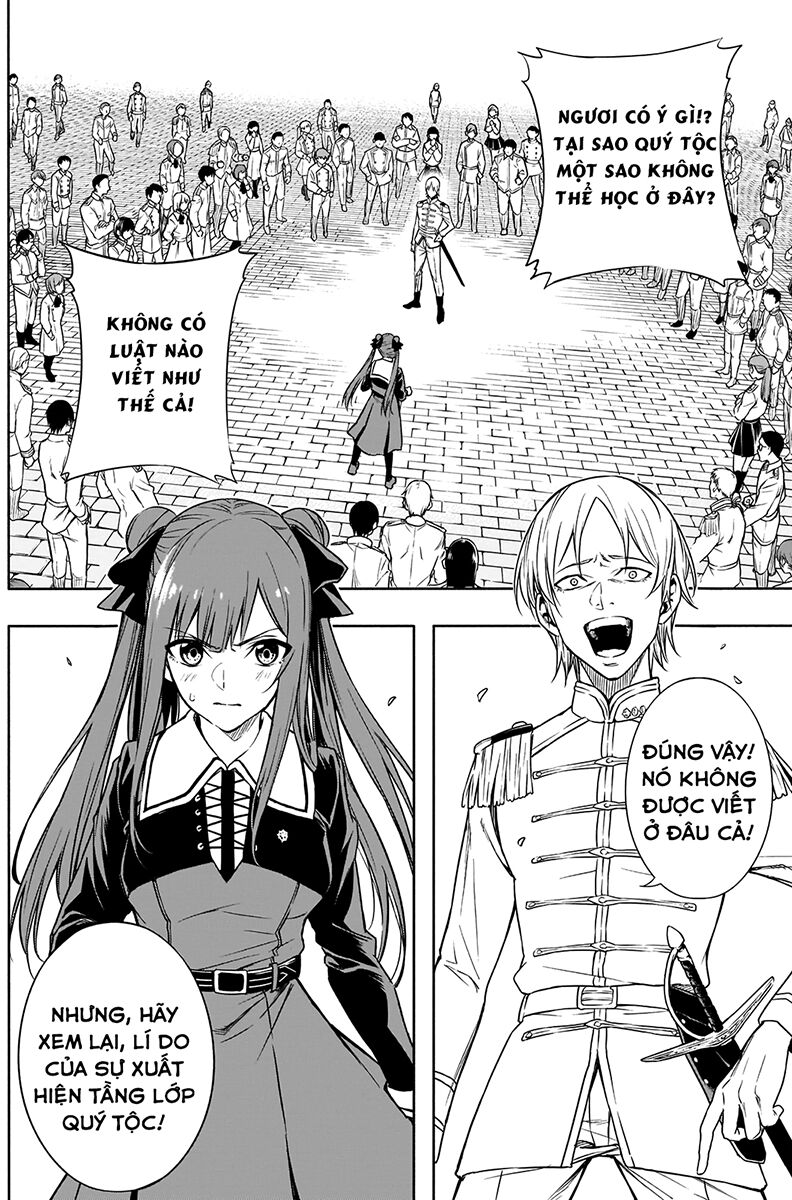 NGƯƠI CÓ Ý GÌ!?
TẠI SAO QUÝ TỘC
MỘT SAO KHÔNG
THỂ HỌC Ở ĐÂY?
KHÔNG CÓ
LUẬT NÀO
VIẾT NHƯ
THẾ CẢ!
ĐÚNG VẬY!
NÓ KHÔNG
ĐƯỢC VIẾT
Ở ĐÂU CẢ!
NHƯNG, HÃY
XEM LẠI, LÍ DO
CỦA SỰ XUẤT
HIỆN TẦNG LỚP
QUÝ TỘC!